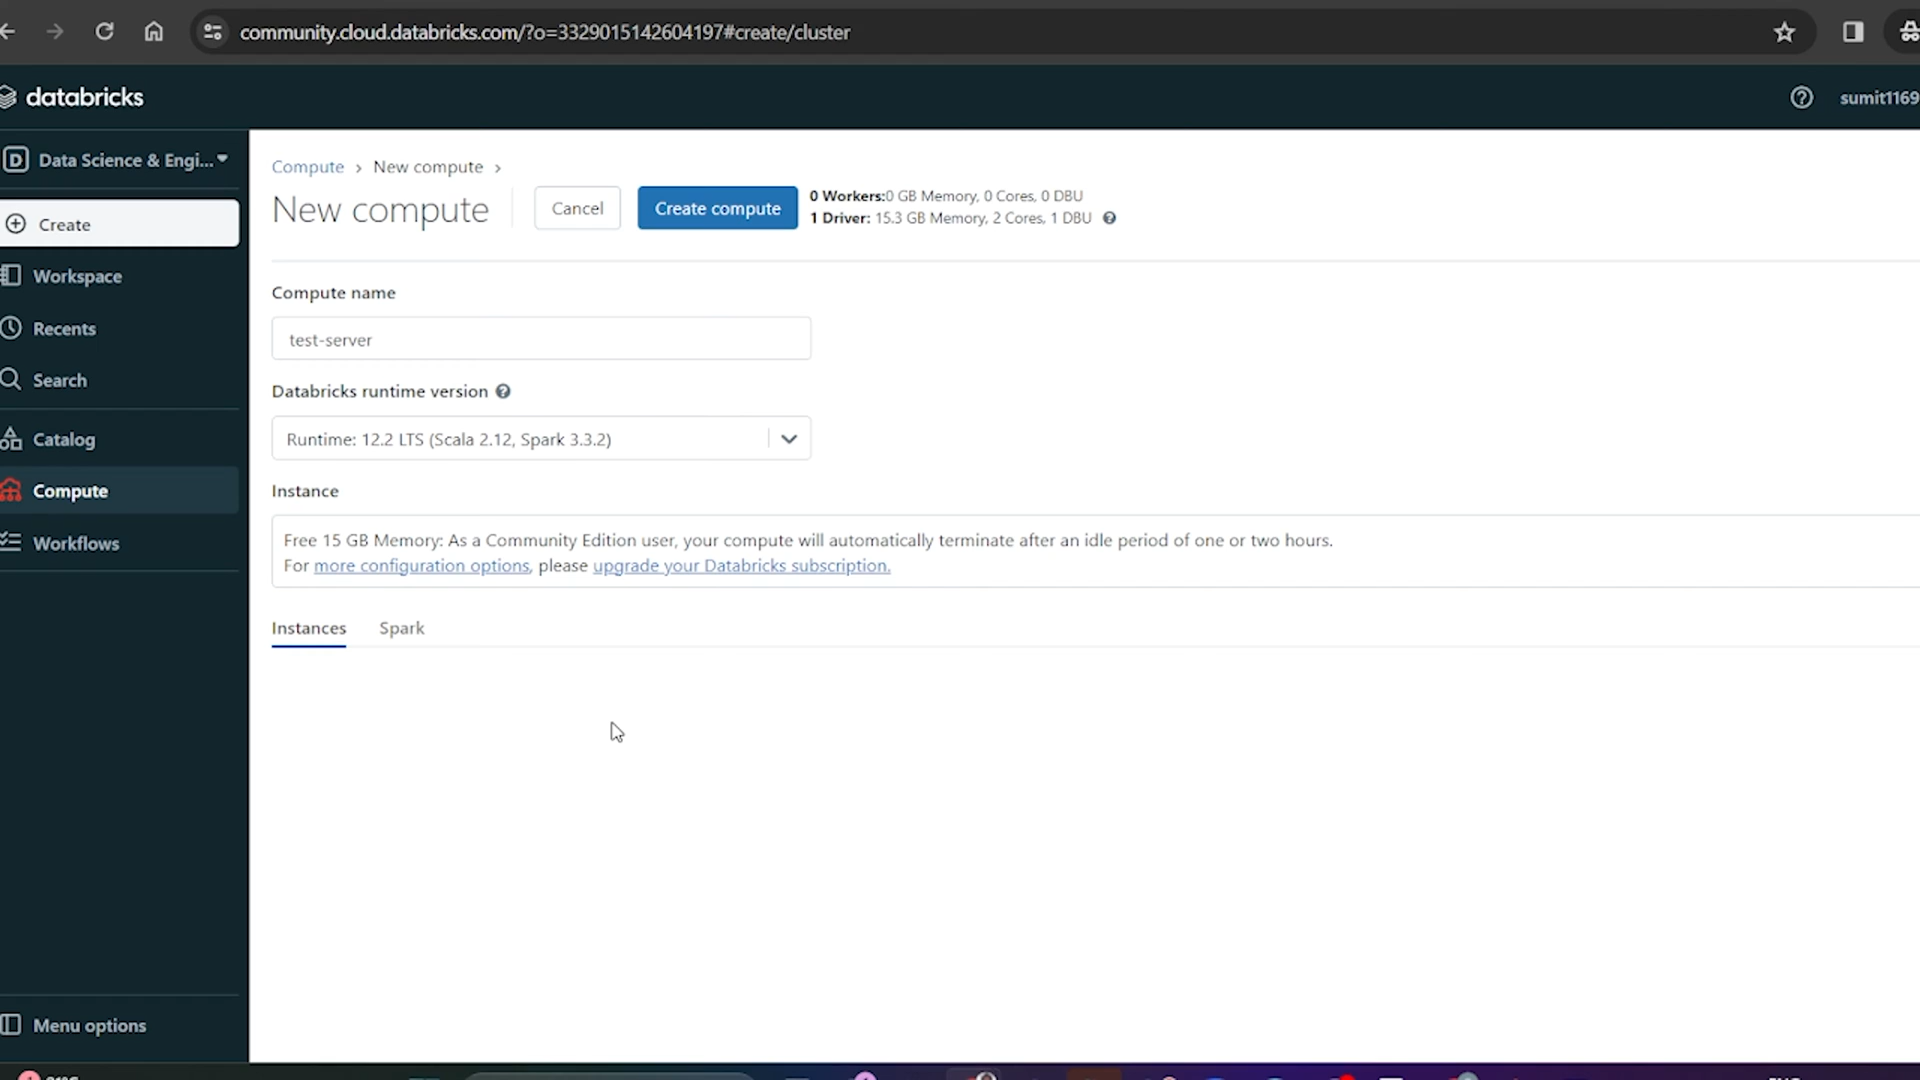 community.cloud.databricks.com/?o=3329015142604197#create/cluster
databricks
sumit1169
D Data Science & Engi...
Create
Workspace
Recents
Search
Catalog
Compute
Workflows
Menu options
Compute › New compute ›
New compute
Cancel
Create compute
0 Workers:0 GB Memory, 0 Cores, 0 DBU
1 Driver: 15.3 GB Memory, 2 Cores, 1 DBU
Compute name
test-server
Databricks runtime version
Runtime: 12.2 LTS (Scala 2.12, Spark 3.3.2)
Instance
Free 15 GB Memory: As a Community Edition user, your compute will automatically terminate after an idle period of one or two hours.
For more configuration options, please upgrade your Databricks subscription.
Instances Spark